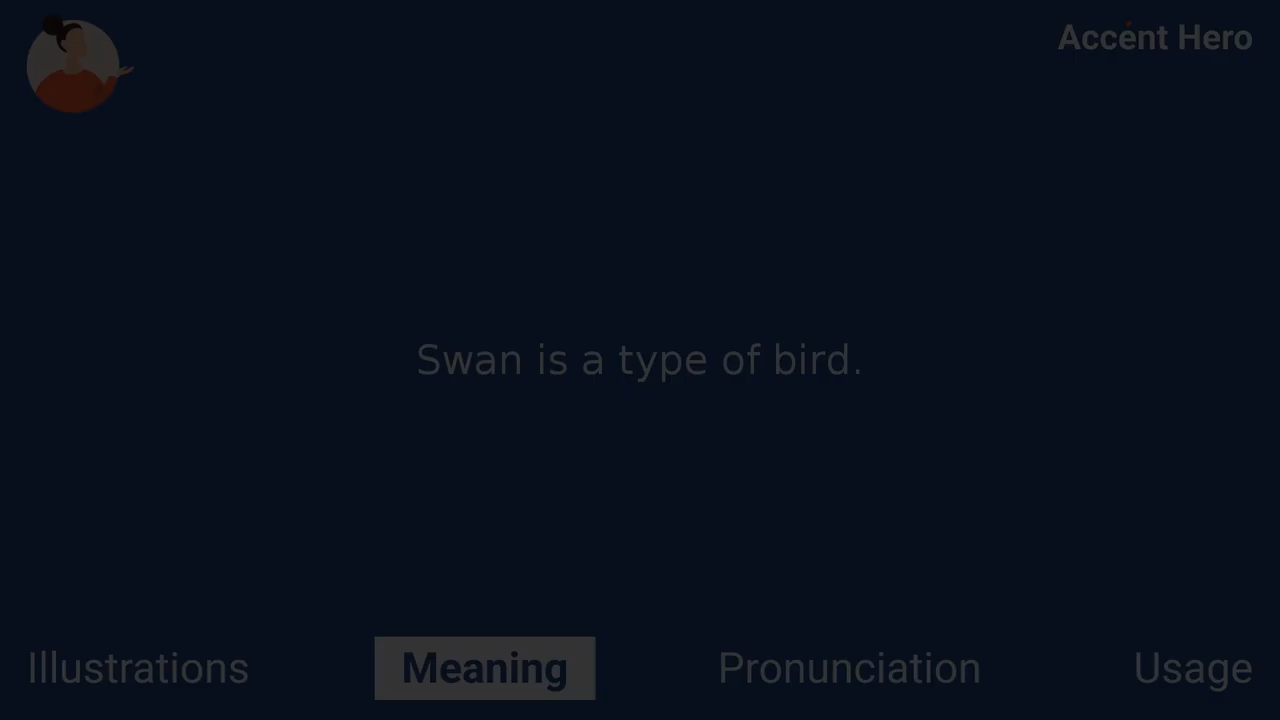 Accent Hero
Swan is a type of bird.
Illustrations Meaning Pronunciation Usage